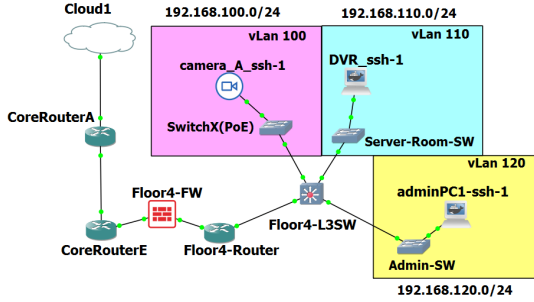 Cloud1
192.168.100.0/24
192.168.110.0/24
vLan 100
vLan 110
camera_A_ssh-1
DVR_ssh-1
CoreRouterA
SwitchX(PoE)
Server-Room-SW
vLan 120
adminPC1-ssh-1
Floor4-FW
Floor4-L3SW
CoreRouterE
Floor4-Router
Admin-SW
192.168.120.0/24